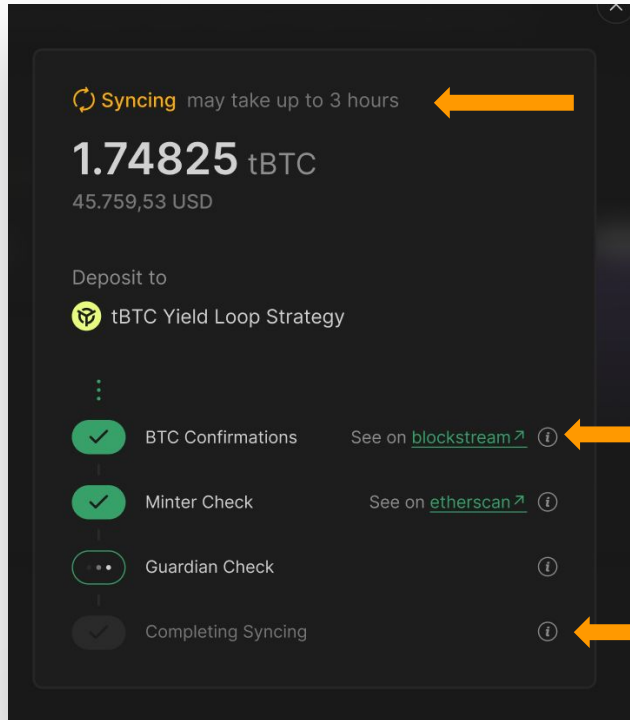 Syncing may take up to 3 hours
1.74825 tBTC
45.759,53 USD
Deposit to
tBTC Yield Loop Strategy
BTC Confirmations See on blockstream↗ i
Minter Check See on etherscan↗ i
Guardian Check i
Completing Syncing i